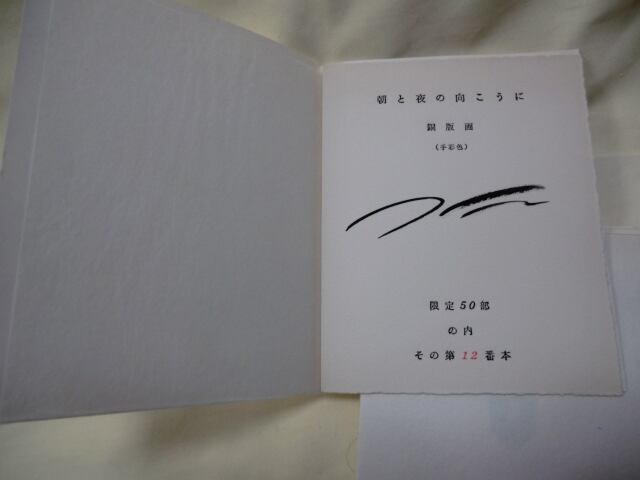 朝と夜の向こうに
銅版画
(手彩色)
限定50部
の内
その第12番本